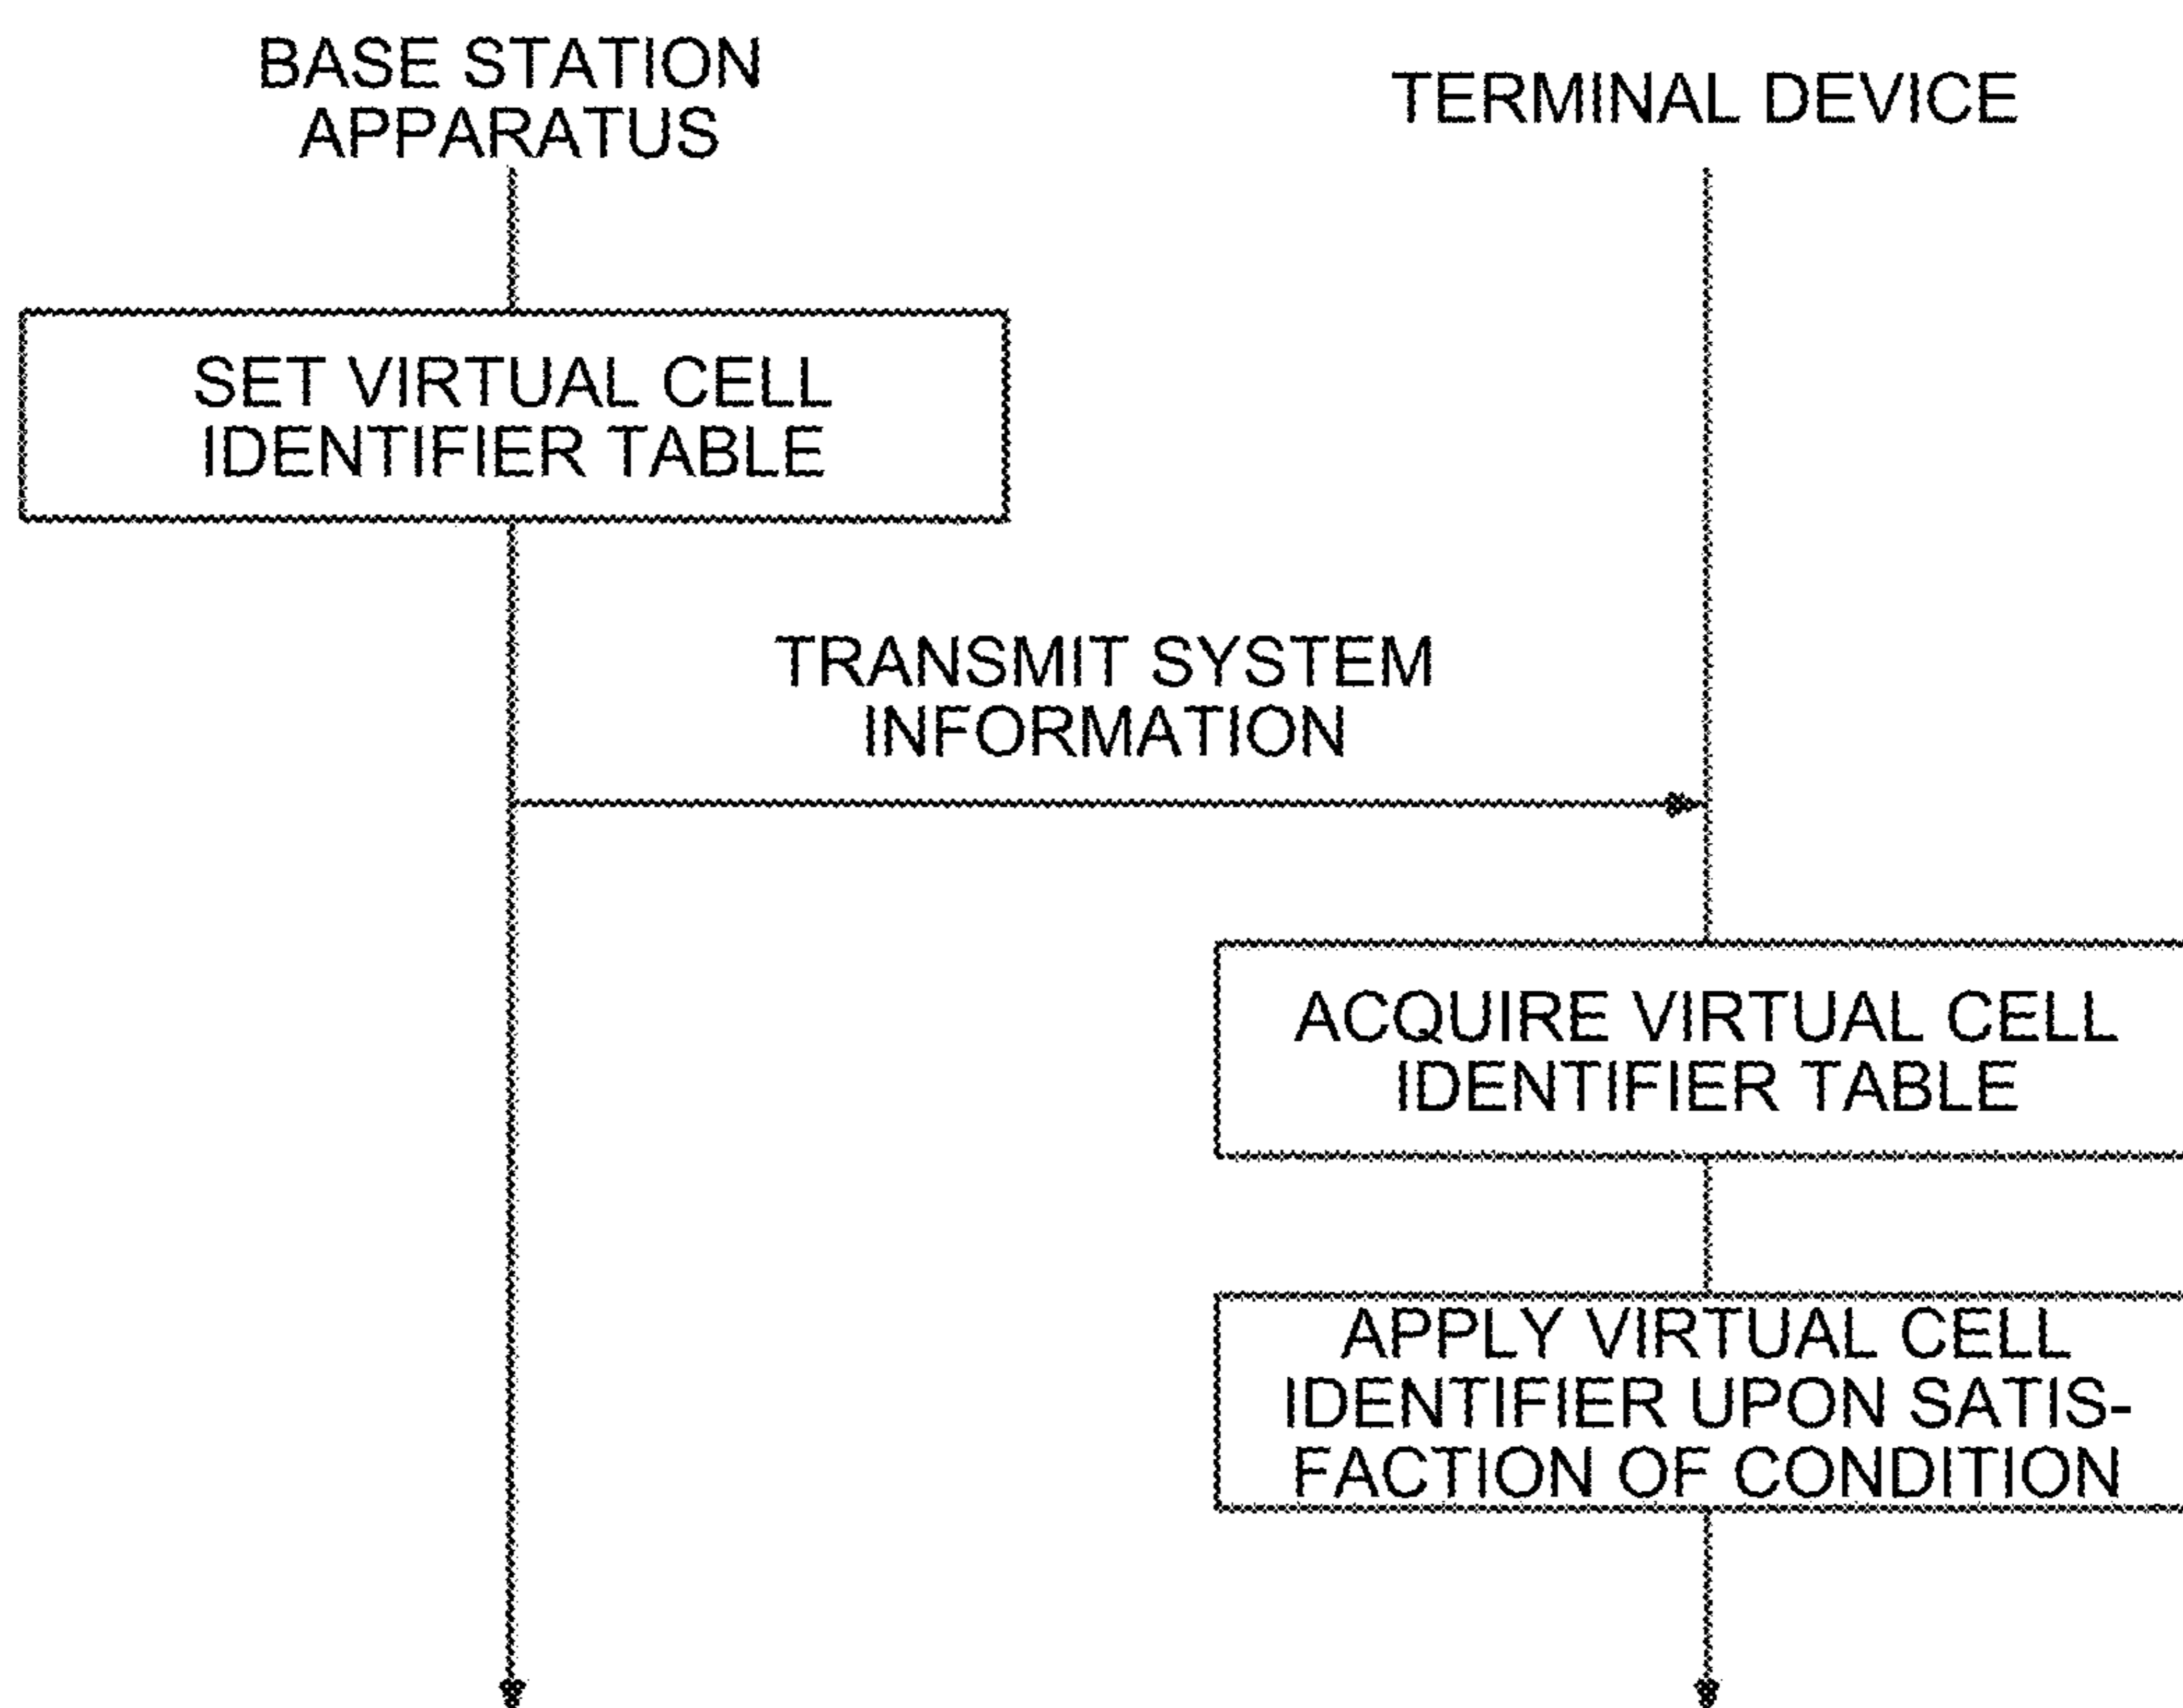 BASE STATION
APPARATUS
TERMINAL DEVICE
SET VIRTUAL CELL
IDENTIFIER TABLE
TRANSMIT SYSTEM
INFORMATION
ACQUIRE VIRTUAL CELL
IDENTIFIER TABLE
APPLY VIRTUAL CELL
IDENTIFIER UPON SATIS-
FACTION OF CONDITION